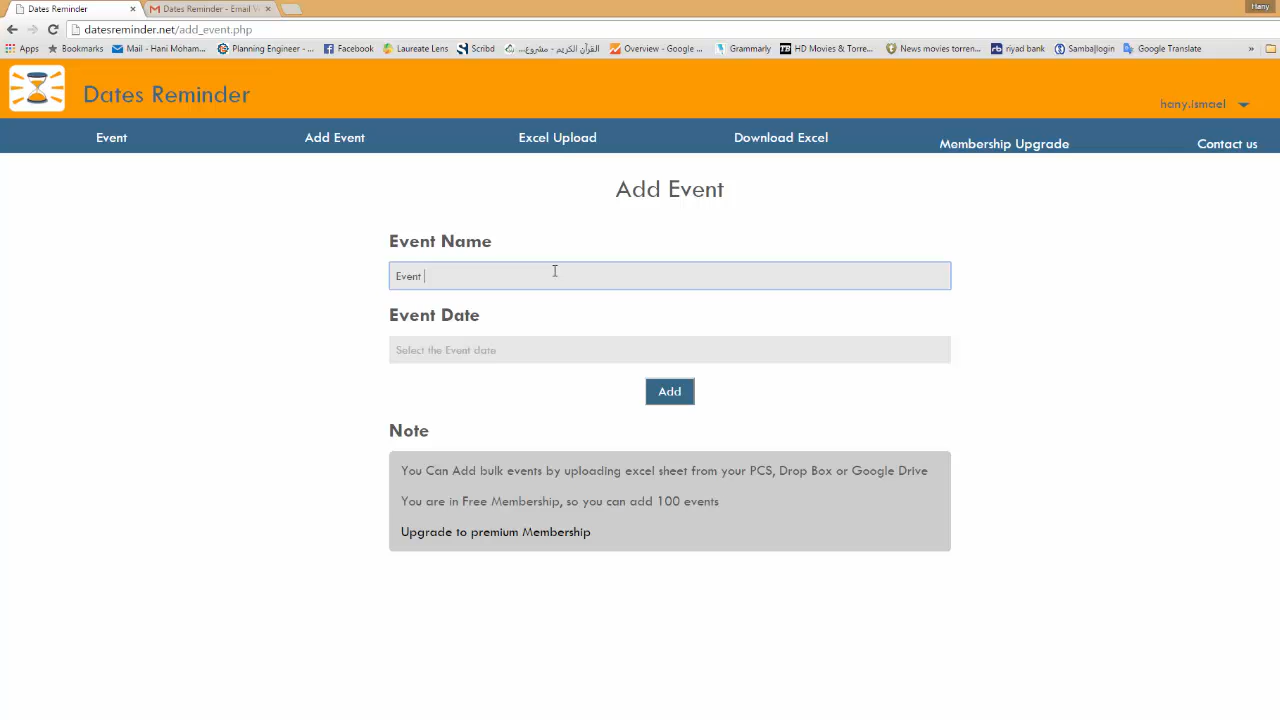 Dates Reminder
Dates Reminder - Email V
Hany
datesreminder.net/add_event.php
Apps Bookmarks Mail - Hani Moham... Planning Engineer - ... Facebook Laureate Lens Scribd القرآن الكريم - مشروع... Overview - Google ... Grammarly HD Movies & Torre... News movies torren... riyad bank Samba|login Google Translate »
Dates Reminder
hany.ismael
Event Add Event Excel Upload Download Excel Membership Upgrade Contact us
Add Event
Event Name
Event
Event Date
Select the Event date
Add
Note
You Can Add bulk events by uploading excel sheet from your PCS, Drop Box or Google Drive
You are in Free Membership, so you can add 100 events
Upgrade to premium Membership